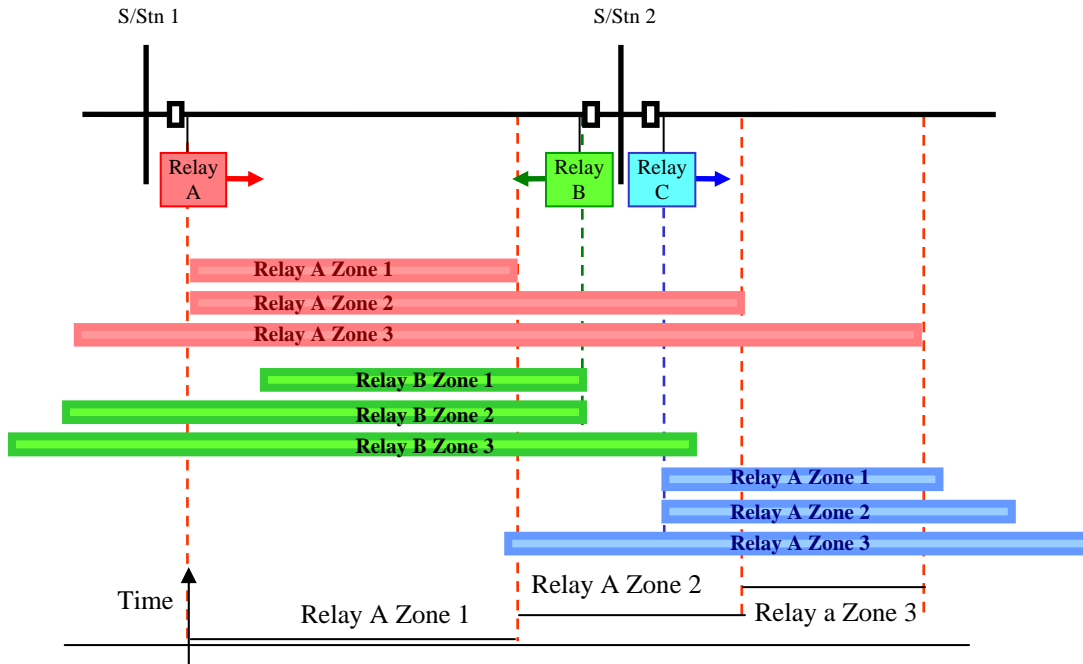 S/Stn 1
S/Stn 2
Relay
A
Relay
B
Relay
C
Relay A Zone 1
Relay A Zone 2
Relay A Zone 3
Relay B Zone 1
Relay B Zone 2
Relay B Zone 3
Relay A Zone 1
Relay A Zone 2
Relay A Zone 3
Time
Relay A Zone 1
Relay A Zone 2
Relay a Zone 3